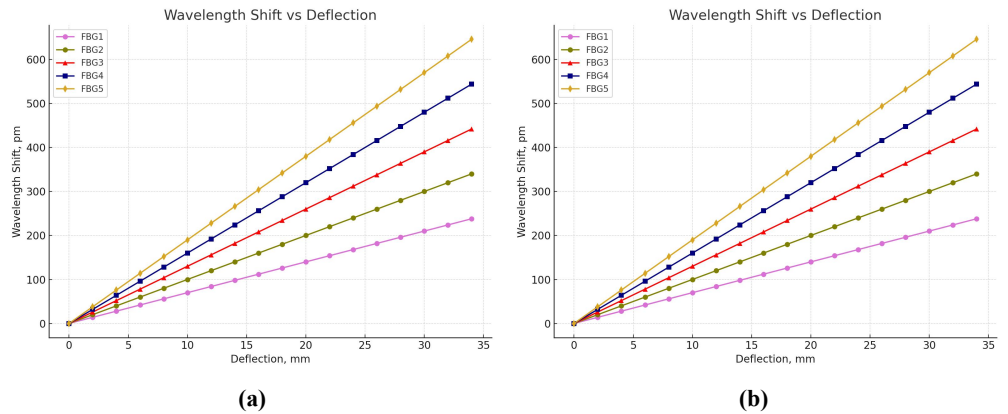 Wavelength Shift vs Deflection
FBG1
FBG2
FBG3
FBG4
FBG5
600
500
400
300
200
100
0
Wavelength Shift, pm
0 5 10 15 20 25 30 35
Deflection, mm
(a)
Wavelength Shift vs Deflection
FBG1
FBG2
FBG3
FBG4
FBG5
600
500
400
300
200
100
0
Wavelength Shift, pm
0 5 10 15 20 25 30 35
Deflection, mm
(b)